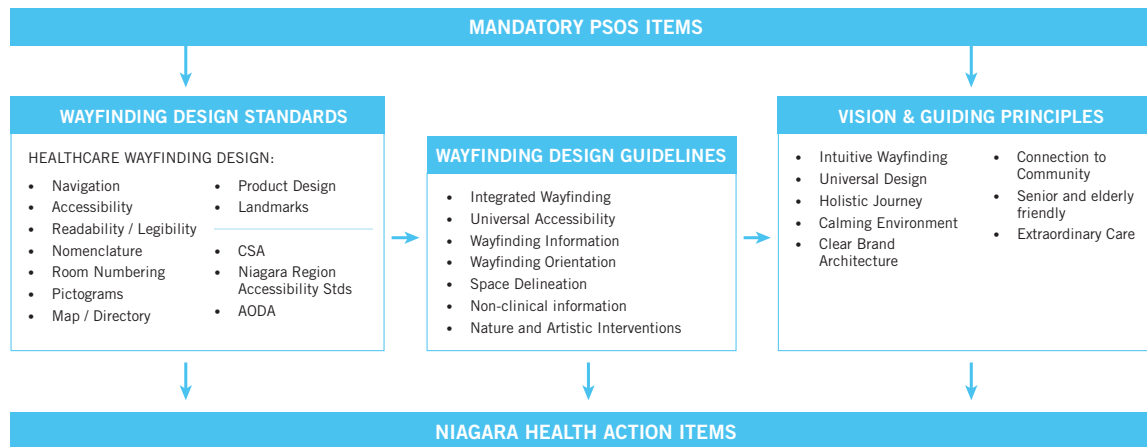 MANDATORY PSOS ITEMS
WAYFINDING DESIGN STANDARDS
HEALTHCARE WAYFINDING DESIGN:
• Navigation
• Accessibility
• Readability / Legibility
• Nomenclature
• Room Numbering
• Pictograms
• Map / Directory
• Product Design
• Landmarks
• CSA
• Niagara Region
Accessibility Stds
• AODA
WAYFINDING DESIGN GUIDELINES
• Integrated Wayfinding
• Universal Accessibility
• Wayfinding Information
• Wayfinding Orientation
• Space Delineation
• Non-clinical information
• Nature and Artistic Interventions
VISION & GUIDING PRINCIPLES
• Intuitive Wayfinding
• Universal Design
• Holistic Journey
• Calming Environment
• Clear Brand
Architecture
• Connection to
Community
• Senior and elderly
friendly
• Extraordinary Care
NIAGARA HEALTH ACTION ITEMS